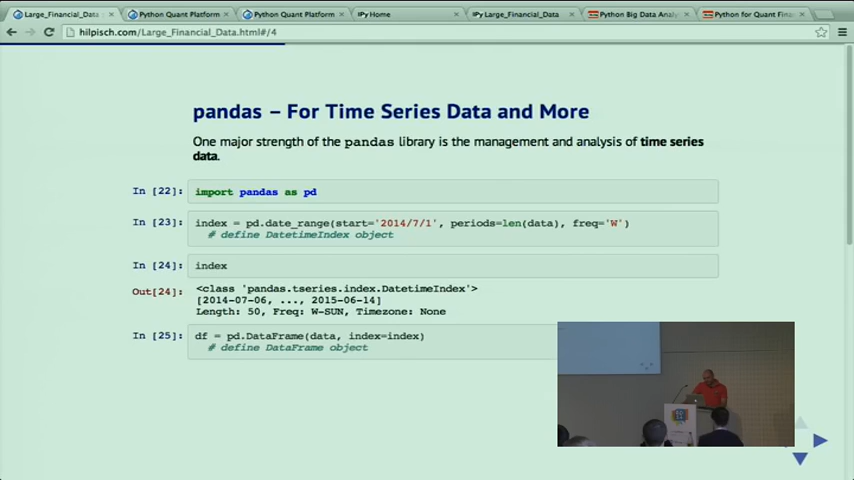 Large_Financial_Data
Python Quant Platform
Python Quant Platform
IPy Home
IPy Large_Financial_Data
Python Big Data Analy
Python for Quant Finan
hilpisch.com/Large_Financial_Data.html#/4
pandas – For Time Series Data and More
One major strength of the pandas library is the management and analysis of time series
data.
In [22]: import pandas as pd
In [23]: index = pd.date_range(start='2014/7/1', periods=len(data), freq='W')
# define DatetimeIndex object
In [24]: index
Out[24]: <class 'pandas.tseries.index.DatetimeIndex'>
[2014-07-06, ..., 2015-06-14]
Length: 50, Freq: W-SUN, Timezone: None
In [25]: df = pd.DataFrame(data, index=index)
# define DataFrame object